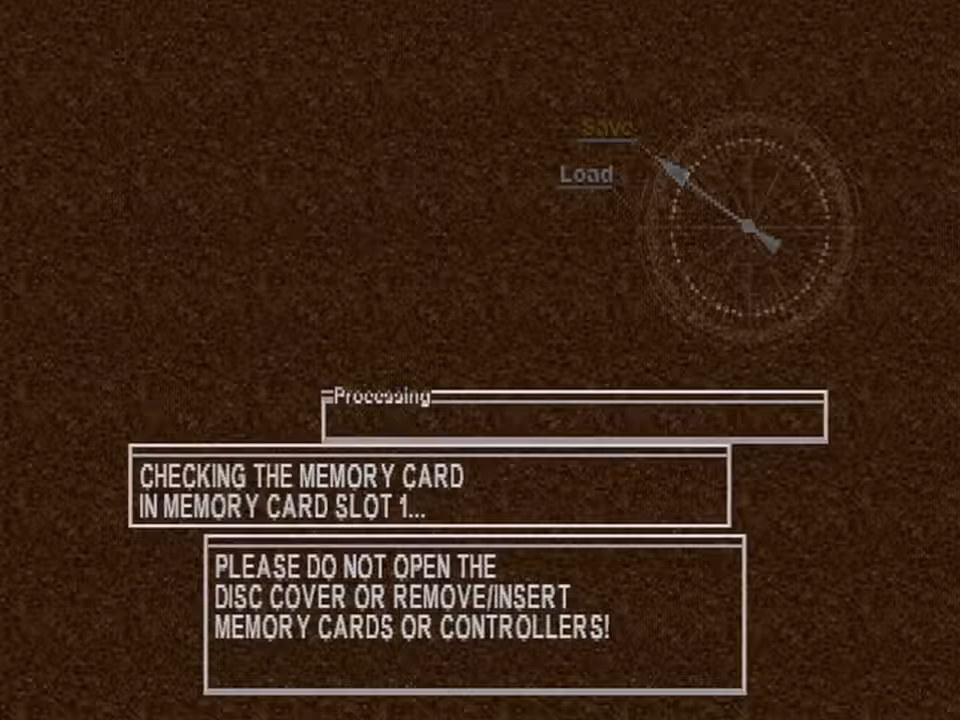 Save
Load
Processing
CHECKING THE MEMORY CARD
IN MEMORY CARD SLOT 1...
PLEASE DO NOT OPEN THE
DISC COVER OR REMOVE/INSERT
MEMORY CARDS OR CONTROLLERS!